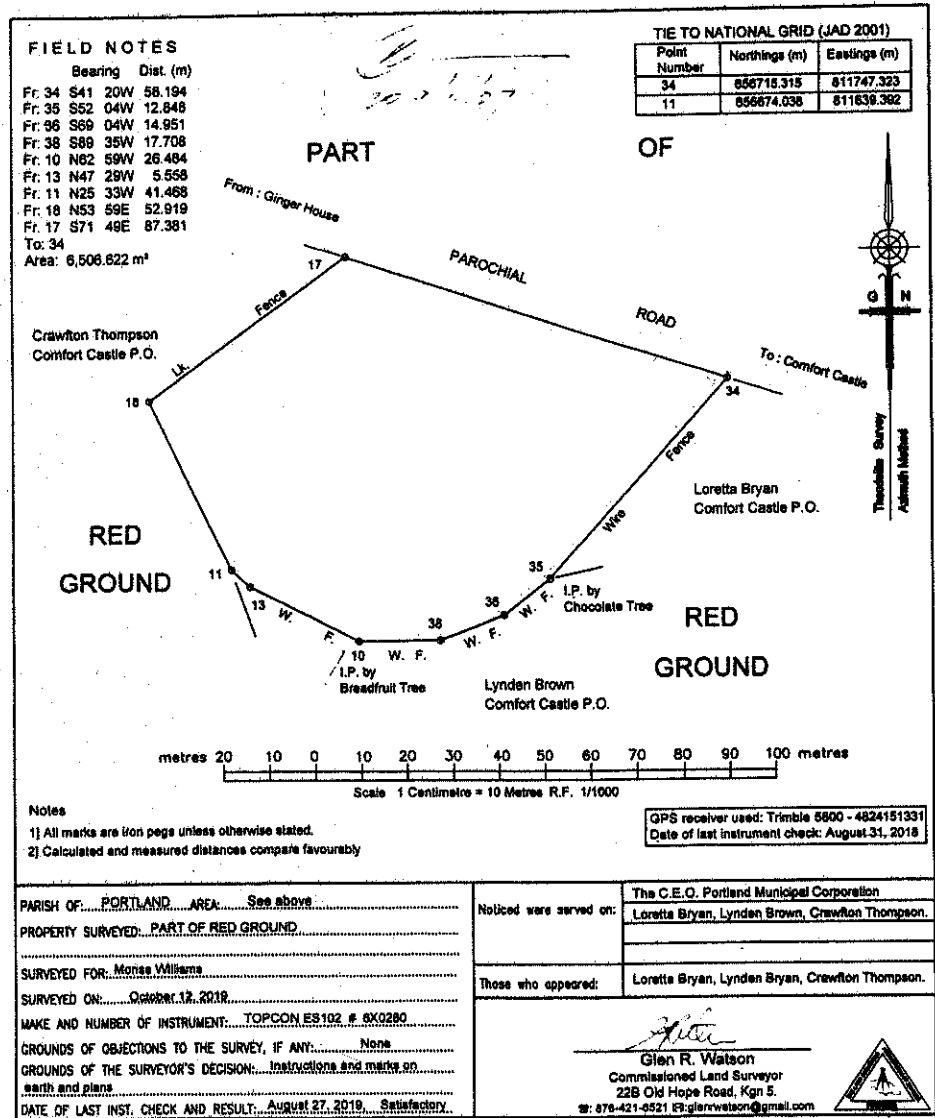 FIELD NOTES
Bearing Dist. (m)
Fr: 34 S41 20W 58.194
Fr: 35 S52 04W 12.848
Fr: 36 S69 04W 14.951
Fr: 38 S89 35W 17.708
Fr: 10 N62 59W 26.484
Fr: 13 N47 29W 5.558
Fr: 11 N25 33W 41.468
Fr: 18 N53 59E 52.919
Fr: 17 S71 49E 87.381
To: 34
Area: 6,506.622 m²
TIE TO NATIONAL GRID (JAD 2001)
Point Number Northings (m) Eastings (m)
34 656715.315 811747.323
11 656674.038 811639.392
PART OF
From : Ginger House
17
PAROCHIAL ROAD
To : Comfort Castle
34
G N
Theodolite Survey
Azimuth Method
Lk. Fence
Crawfton Thompson
Comfort Castle P.O.
18
Wire Fence
Loretta Bryan
Comfort Castle P.O.
RED
GROUND
11
13
W. F.
10
I.P. by
Breadfruit Tree
W. F.
38
W. F.
36
W. F.
35
I.P. by
Chocolate Tree
Lynden Brown
Comfort Castle P.O.
RED
GROUND
metres 20 10 0 10 20 30 40 50 60 70 80 90 100 metres
Scale 1 Centimetre = 10 Metres R.F. 1/1000
Notes
1] All marks are iron pegs unless otherwise stated.
2] Calculated and measured distances compare favourably
GPS receiver used: Trimble 5800 - 4824151331
Date of last instrument check: August 31, 2018
PARISH OF: PORTLAND AREA: See above
PROPERTY SURVEYED: PART OF RED GROUND
SURVEYED FOR: Morise Williams
SURVEYED ON: October 12, 2019
MAKE AND NUMBER OF INSTRUMENT: TOPCON ES102 # 6X0280
GROUNDS OF OBJECTIONS TO THE SURVEY, IF ANY: None
GROUNDS OF THE SURVEYOR'S DECISION: Instructions and marks on
earth and plans
DATE OF LAST INST. CHECK AND RESULT: August 27, 2019, Satisfactory
Noticed were served on:
The C.E.O. Portland Municipal Corporation
Loretta Bryan, Lynden Brown, Crawfton Thompson.
Those who appeared:
Loretta Bryan, Lynden Bryan, Crawfton Thompson.
Glen R. Watson
Commissioned Land Surveyor
22B Old Hope Road, Kgn 5.
☎: 876-421-6521 glenrwatson@gmail.com